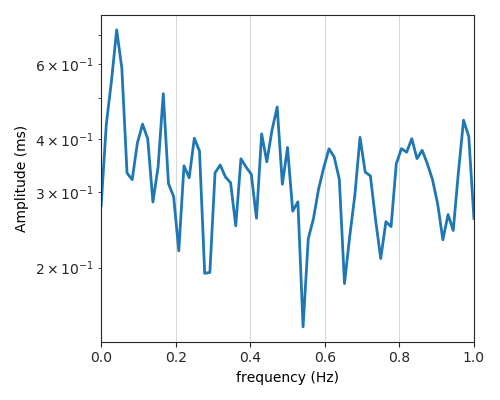 Amplitude (ms)
6 × 10⁻¹
4 × 10⁻¹
3 × 10⁻¹
2 × 10⁻¹
0.0 0.2 0.4 0.6 0.8 1.0
frequency (Hz)